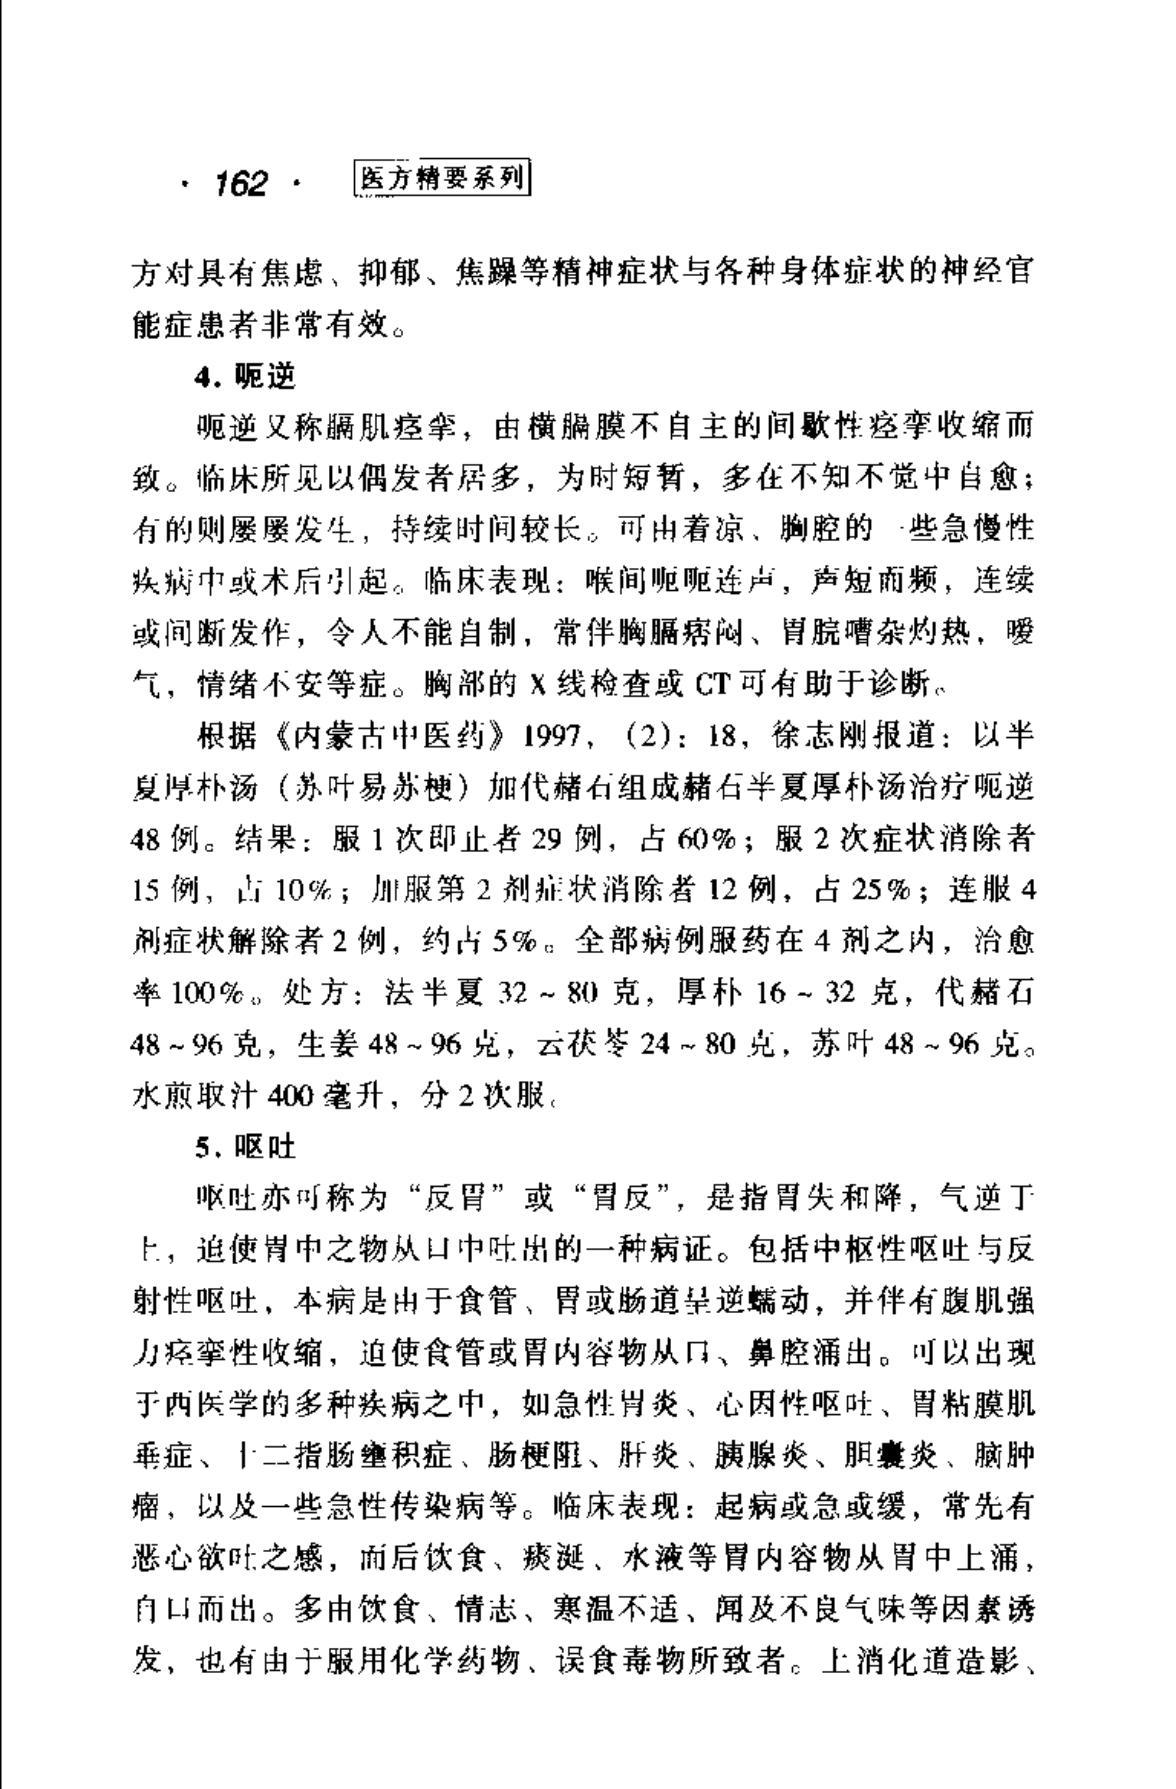 · 162 · 医方精要系列
方对具有焦虑、抑郁、焦躁等精神症状与各种身体症状的神经官
能症患者非常有效。
4. 呃逆
呃逆又称膈肌痉挛，由横膈膜不自主的间歇性痉挛收缩而
致。临床所见以偶发者居多，为时短暂，多在不知不觉中自愈；
有的则屡屡发生，持续时间较长。可由着凉、胸腔的一些急慢性
疾病中或术后引起。临床表现：喉间呃呃连声，声短而频，连续
或间断发作，令人不能自制，常伴胸膈痞闷、胃脘嘈杂灼热，嗳
气，情绪不安等症。胸部的 X 线检查或 CT 可有助于诊断。
根据《内蒙古中医药》1997，（2）：18，徐志刚报道：以半
夏厚朴汤（苏叶易苏梗）加代赭石组成赭石半夏厚朴汤治疗呃逆
48 例。结果：服 1 次即止者 29 例，占 60%；服 2 次症状消除者
15 例，占 10%；加服第 2 剂症状消除者 12 例，占 25%；连服 4
剂症状解除者 2 例，约占 5%。全部病例服药在 4 剂之内，治愈
率 100%。处方：法半夏 32～80 克，厚朴 16～32 克，代赭石
48～96 克，生姜 48～96 克，云茯苓 24～80 克，苏叶 48～96 克。
水煎取汁 400 毫升，分 2 次服。
5. 呕吐
呕吐亦可称为“反胃”或“胃反”，是指胃失和降，气逆于
上，迫使胃中之物从口中吐出的一种病证。包括中枢性呕吐与反
射性呕吐，本病是由于食管、胃或肠道呈逆蠕动，并伴有腹肌强
力痉挛性收缩，迫使食管或胃内容物从口、鼻腔涌出。可以出现
于西医学的多种疾病之中，如急性胃炎、心因性呕吐、胃粘膜肌
垂症、十二指肠壅积症、肠梗阻、肝炎、胰腺炎、胆囊炎、脑肿
瘤，以及一些急性传染病等。临床表现：起病或急或缓，常先有
恶心欲吐之感，而后饮食、痰涎、水液等胃内容物从胃中上涌，
自口而出。多由饮食、情志、寒温不适、闻及不良气味等因素诱
发，也有由于服用化学药物、误食毒物所致者。上消化道造影、